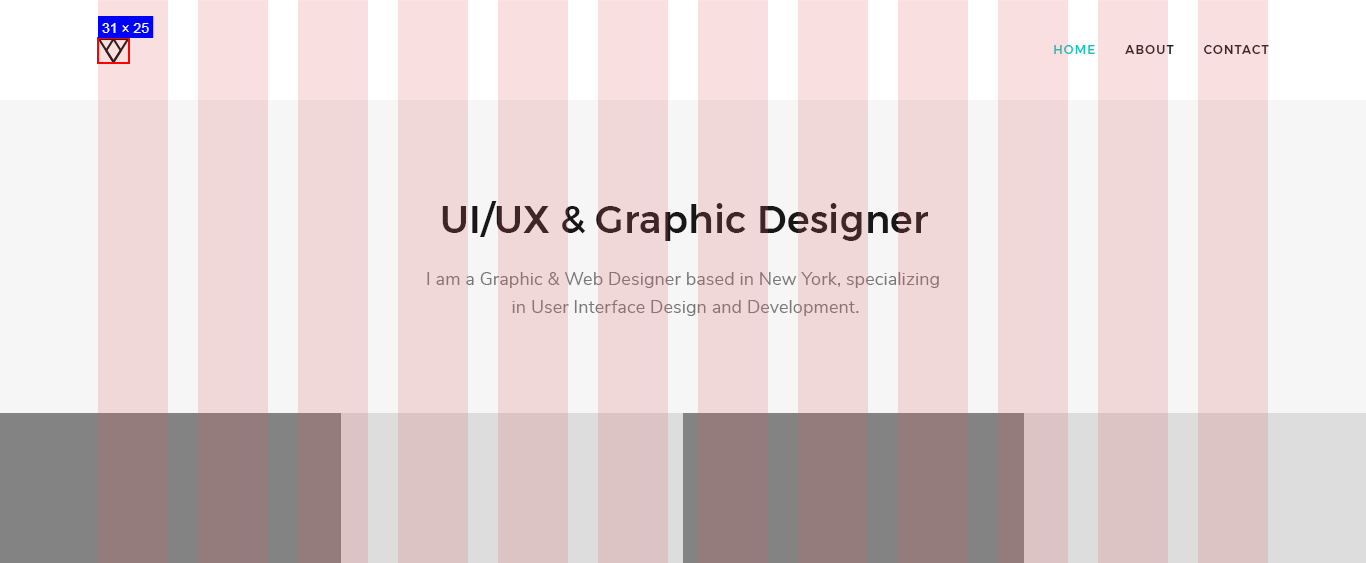 31 × 25
HOME ABOUT CONTACT
UI/UX & Graphic Designer
I am a Graphic & Web Designer based in New York, specializing
in User Interface Design and Development.